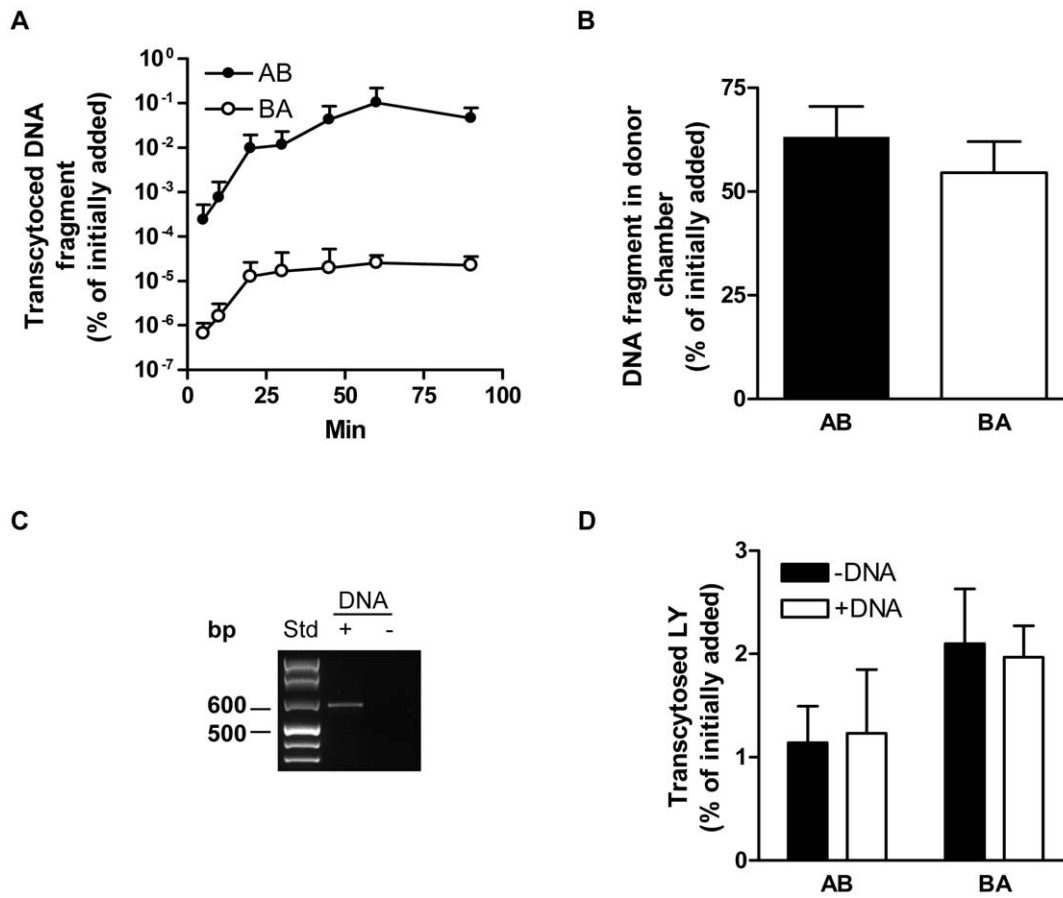 A
Transcytoced DNA
fragment
(% of initially added)
10⁰
10⁻¹
10⁻²
10⁻³
10⁻⁴
10⁻⁵
10⁻⁶
10⁻⁷
AB
BA
0
25
50
75
100
Min
B
DNA fragment in donor
chamber
(% of initially added)
75
50
25
0
AB
BA
C
DNA
bp Std + -
600
500
D
Transcytosed LY
(% of initially added)
3
2
1
0
-DNA
+DNA
AB
BA